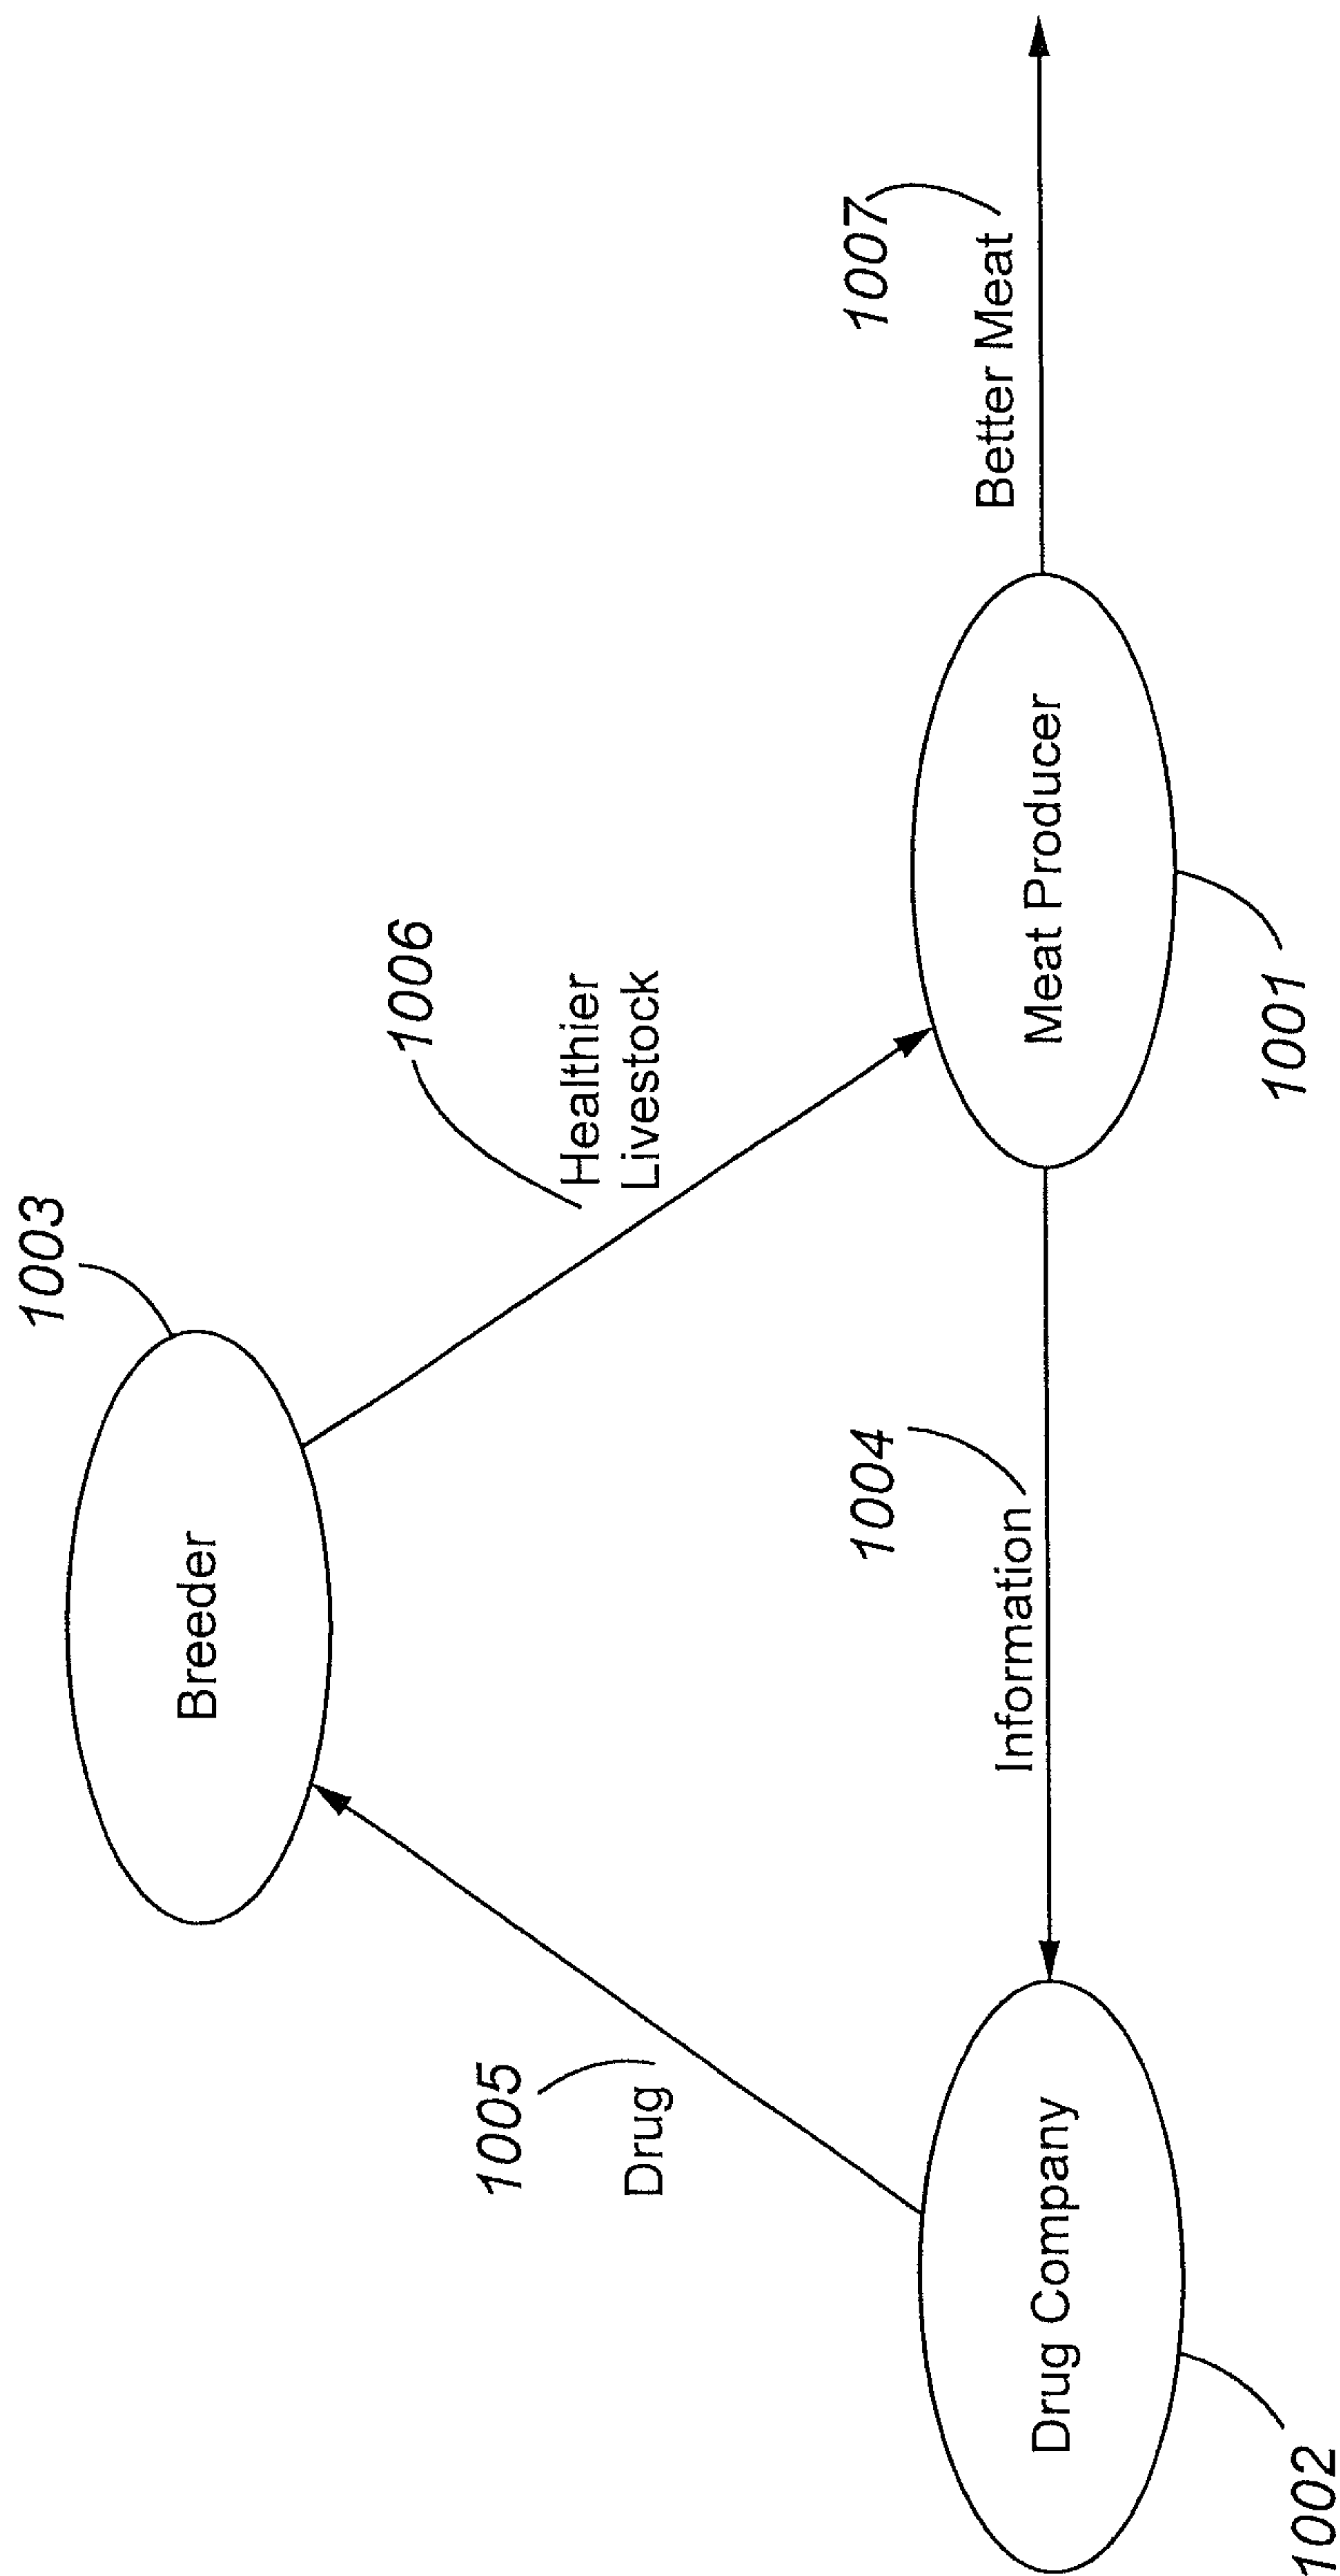 1003
Breeder
1006
Healthier
Livestock
1005
Drug
1007
Better Meat
1004
Information
Drug Company
Meat Producer
1002
1001